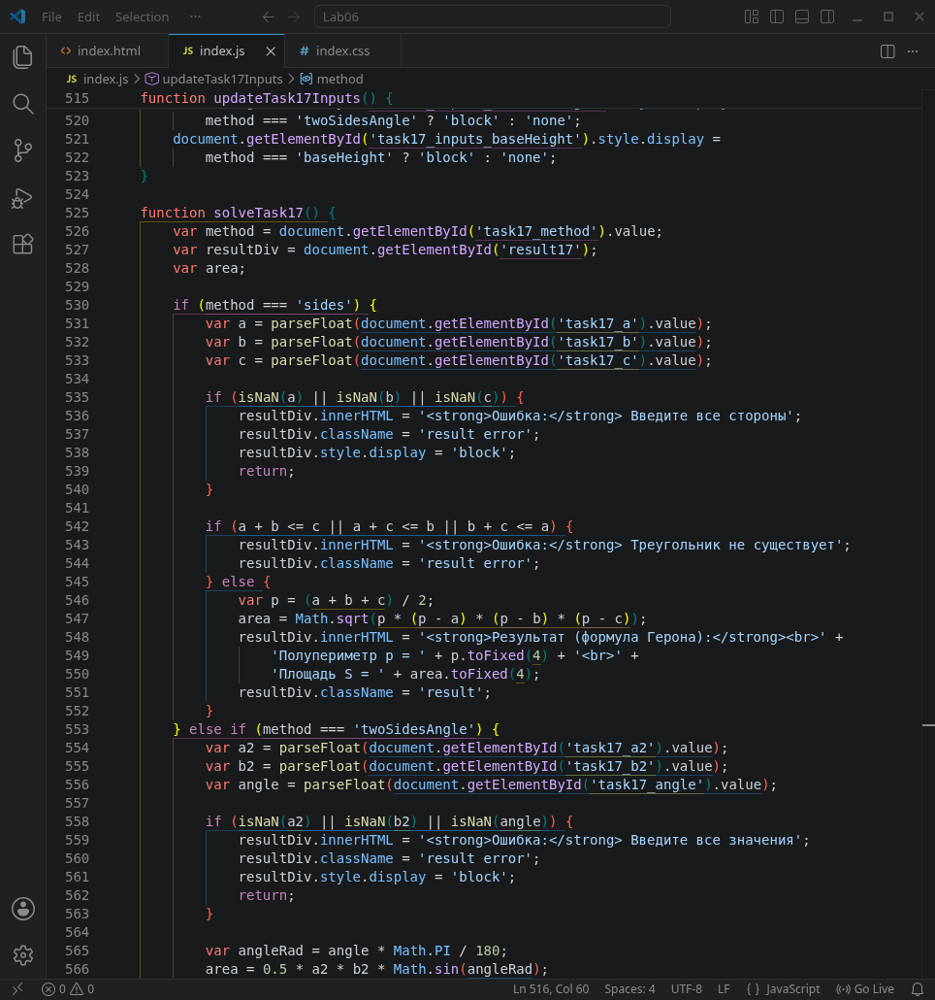 File Edit Selection ··· Lab06
index.html JS index.js # index.css ···
JS index.js > updateTask17Inputs > method
515 function updateTask17Inputs() {
520 method === 'twoSidesAngle' ? 'block' : 'none';
521 document.getElementById('task17_inputs_baseHeight').style.display =
522 method === 'baseHeight' ? 'block' : 'none';
523 }
524
525 function solveTask17() {
526 var method = document.getElementById('task17_method').value;
527 var resultDiv = document.getElementById('result17');
528 var area;
529
530 if (method === 'sides') {
531 var a = parseFloat(document.getElementById('task17_a').value);
532 var b = parseFloat(document.getElementById('task17_b').value);
533 var c = parseFloat(document.getElementById('task17_c').value);
534
535 if (isNaN(a) || isNaN(b) || isNaN(c)) {
536 resultDiv.innerHTML = '<strong>Ошибка:</strong> Введите все стороны';
537 resultDiv.className = 'result error';
538 resultDiv.style.display = 'block';
539 return;
540 }
541
542 if (a + b <= c || a + c <= b || b + c <= a) {
543 resultDiv.innerHTML = '<strong>Ошибка:</strong> Треугольник не существует';
544 resultDiv.className = 'result error';
545 } else {
546 var p = (a + b + c) / 2;
547 area = Math.sqrt(p * (p - a) * (p - b) * (p - c));
548 resultDiv.innerHTML = '<strong>Результат (формула Герона):</strong><br>' +
549 'Полупериметр p = ' + p.toFixed(4) + '<br>' +
550 'Площадь S = ' + area.toFixed(4);
551 resultDiv.className = 'result';
552 }
553 } else if (method === 'twoSidesAngle') {
554 var a2 = parseFloat(document.getElementById('task17_a2').value);
555 var b2 = parseFloat(document.getElementById('task17_b2').value);
556 var angle = parseFloat(document.getElementById('task17_angle').value);
557
558 if (isNaN(a2) || isNaN(b2) || isNaN(angle)) {
559 resultDiv.innerHTML = '<strong>Ошибка:</strong> Введите все значения';
560 resultDiv.className = 'result error';
561 resultDiv.style.display = 'block';
562 return;
563 }
564
565 var angleRad = angle * Math.PI / 180;
566 area = 0.5 * a2 * b2 * Math.sin(angleRad);
0 0 Ln 516, Col 60 Spaces: 4 UTF-8 LF { } JavaScript Go Live